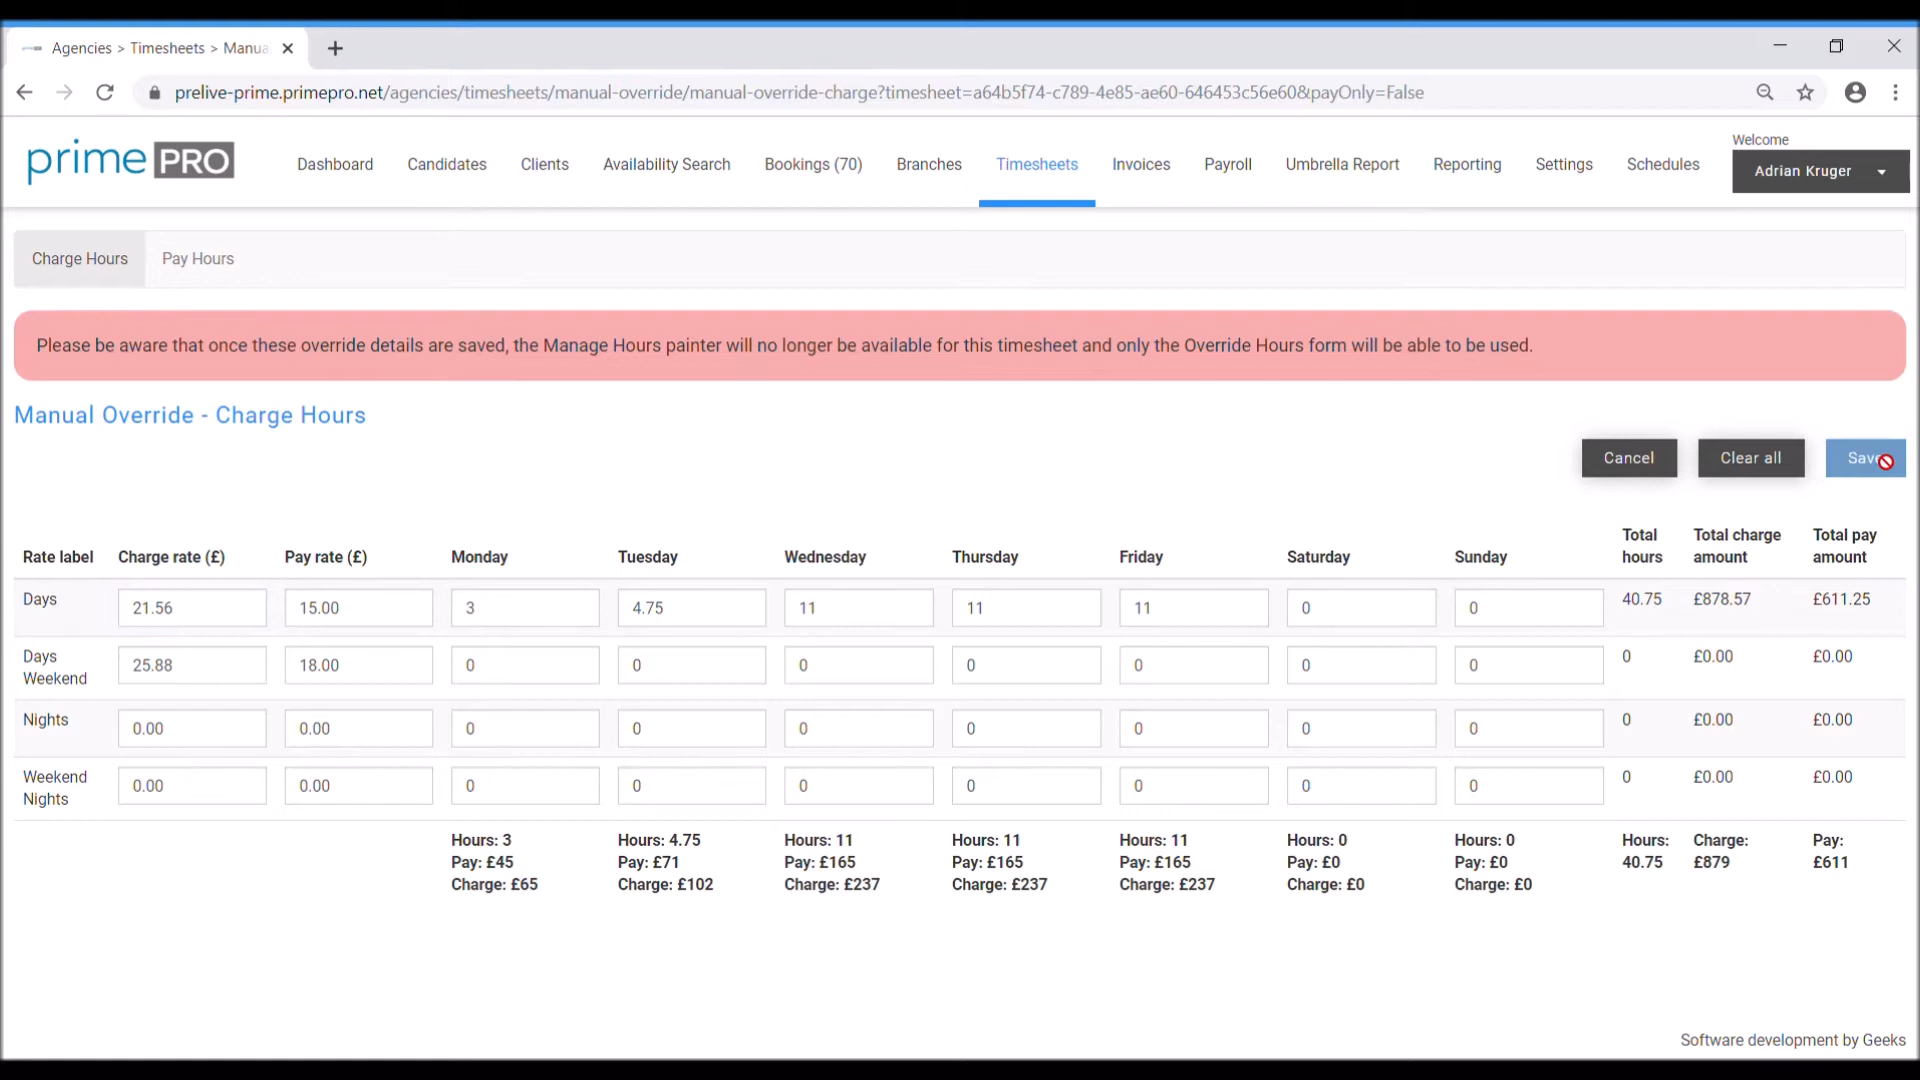 Agencies > Timesheets > Manua
prelive-prime.primepro.net/agencies/timesheets/manual-override/manual-override-charge?timesheet=a64b5f74-c789-4e85-ae60-646453c56e60&payOnly=False
prime PRO
Dashboard Candidates Clients Availability Search Bookings (70) Branches Timesheets Invoices Payroll Umbrella Report Reporting Settings Schedules
Welcome
Adrian Kruger
Charge Hours Pay Hours
Please be aware that once these override details are saved, the Manage Hours painter will no longer be available for this timesheet and only the Override Hours form will be able to be used.
Manual Override - Charge Hours
Cancel Clear all Save
Rate label Charge rate (£) Pay rate (£) Monday Tuesday Wednesday Thursday Friday Saturday Sunday Total hours Total charge amount Total pay amount
Days 21.56 15.00 3 4.75 11 11 11 0 0 40.75 £878.57 £611.25
Days Weekend 25.88 18.00 0 0 0 0 0 0 0 0 £0.00 £0.00
Nights 0.00 0.00 0 0 0 0 0 0 0 0 £0.00 £0.00
Weekend Nights 0.00 0.00 0 0 0 0 0 0 0 0 £0.00 £0.00
Hours: 3 Hours: 4.75 Hours: 11 Hours: 11 Hours: 11 Hours: 0 Hours: 0 Hours: Charge: Pay:
Pay: £45 Pay: £71 Pay: £165 Pay: £165 Pay: £165 Pay: £0 Pay: £0 40.75 £879 £611
Charge: £65 Charge: £102 Charge: £237 Charge: £237 Charge: £237 Charge: £0 Charge: £0
Software development by Geeks